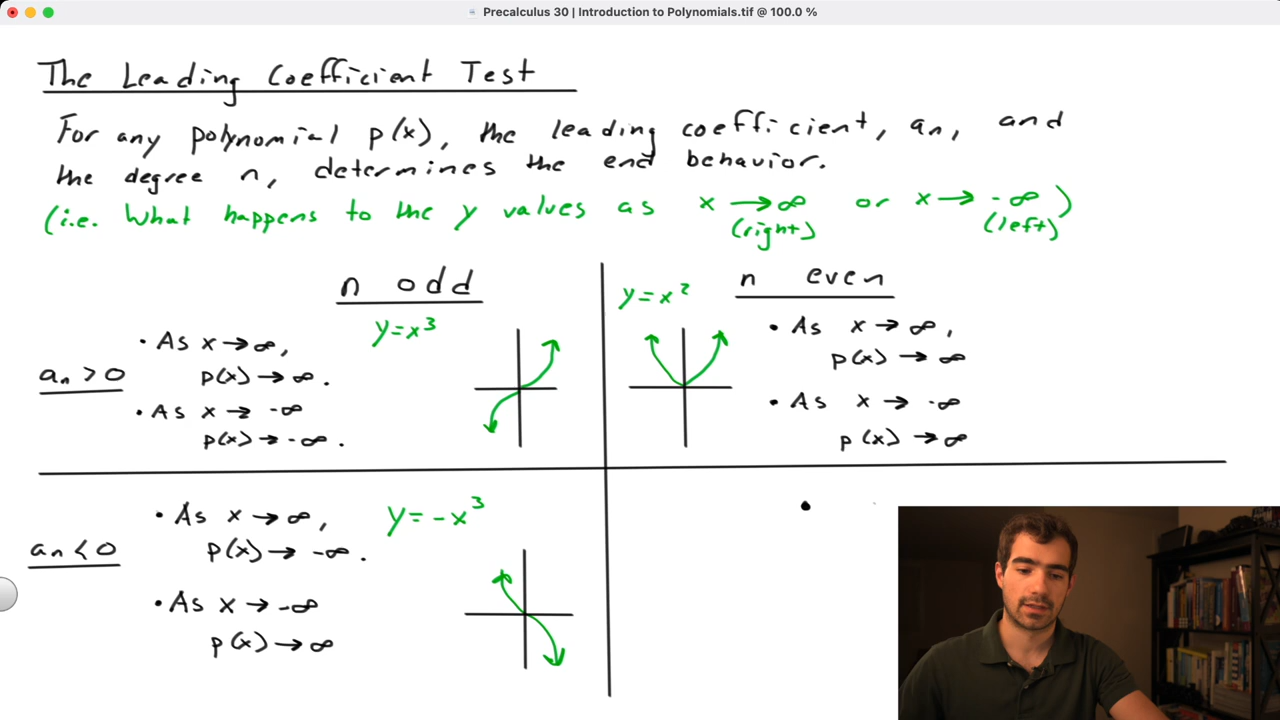 Precalculus 30 | Introduction to Polynomials.tif @ 100.0 %
The Leading Coefficient Test
For any polynomial p(x), the leading coefficient, an, and
the degree n, determines the end behavior.
(i.e. What happens to the y values as x → ∞ or x → -∞)
(right) (left)
n odd
y = x³
an > 0
• As x → ∞,
p(x) → ∞.
• As x → -∞
p(x) → -∞.
y = x²
n even
• As x → ∞,
p(x) → ∞
• As x → -∞
p(x) → ∞
an < 0
• As x → ∞,
p(x) → -∞.
• As x → -∞
p(x) → ∞
y = -x³
•